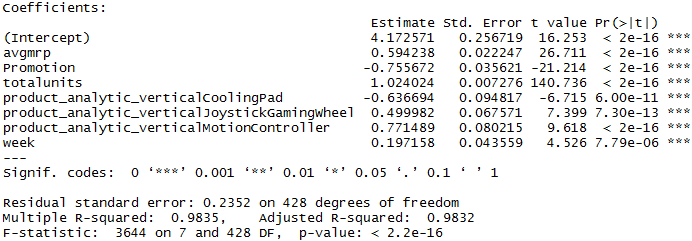 Coefficients:
                                          Estimate Std. Error t value Pr(>|t|)
(Intercept)                               4.172571   0.256719  16.253  < 2e-16 ***
avgmrp                                    0.594238   0.022247  26.711  < 2e-16 ***
Promotion                                -0.755672   0.035621 -21.214  < 2e-16 ***
totalunits                                1.024024   0.007276 140.736  < 2e-16 ***
product_analytic_verticalCoolingPad      -0.636694   0.094817  -6.715 6.00e-11 ***
product_analytic_verticalJoystickGamingWheel  0.499982   0.067571   7.399 7.30e-13 ***
product_analytic_verticalMotionController  0.771489   0.080215   9.618  < 2e-16 ***
week                                      0.197158   0.043559   4.526 7.79e-06 ***
---
Signif. codes:  0 ‘***’ 0.001 ‘**’ 0.01 ‘*’ 0.05 ‘.’ 0.1 ‘ ’ 1
Residual standard error: 0.2352 on 428 degrees of freedom
Multiple R-squared:  0.9835,    Adjusted R-squared:  0.9832
F-statistic:  3644 on 7 and 428 DF,  p-value: < 2.2e-16